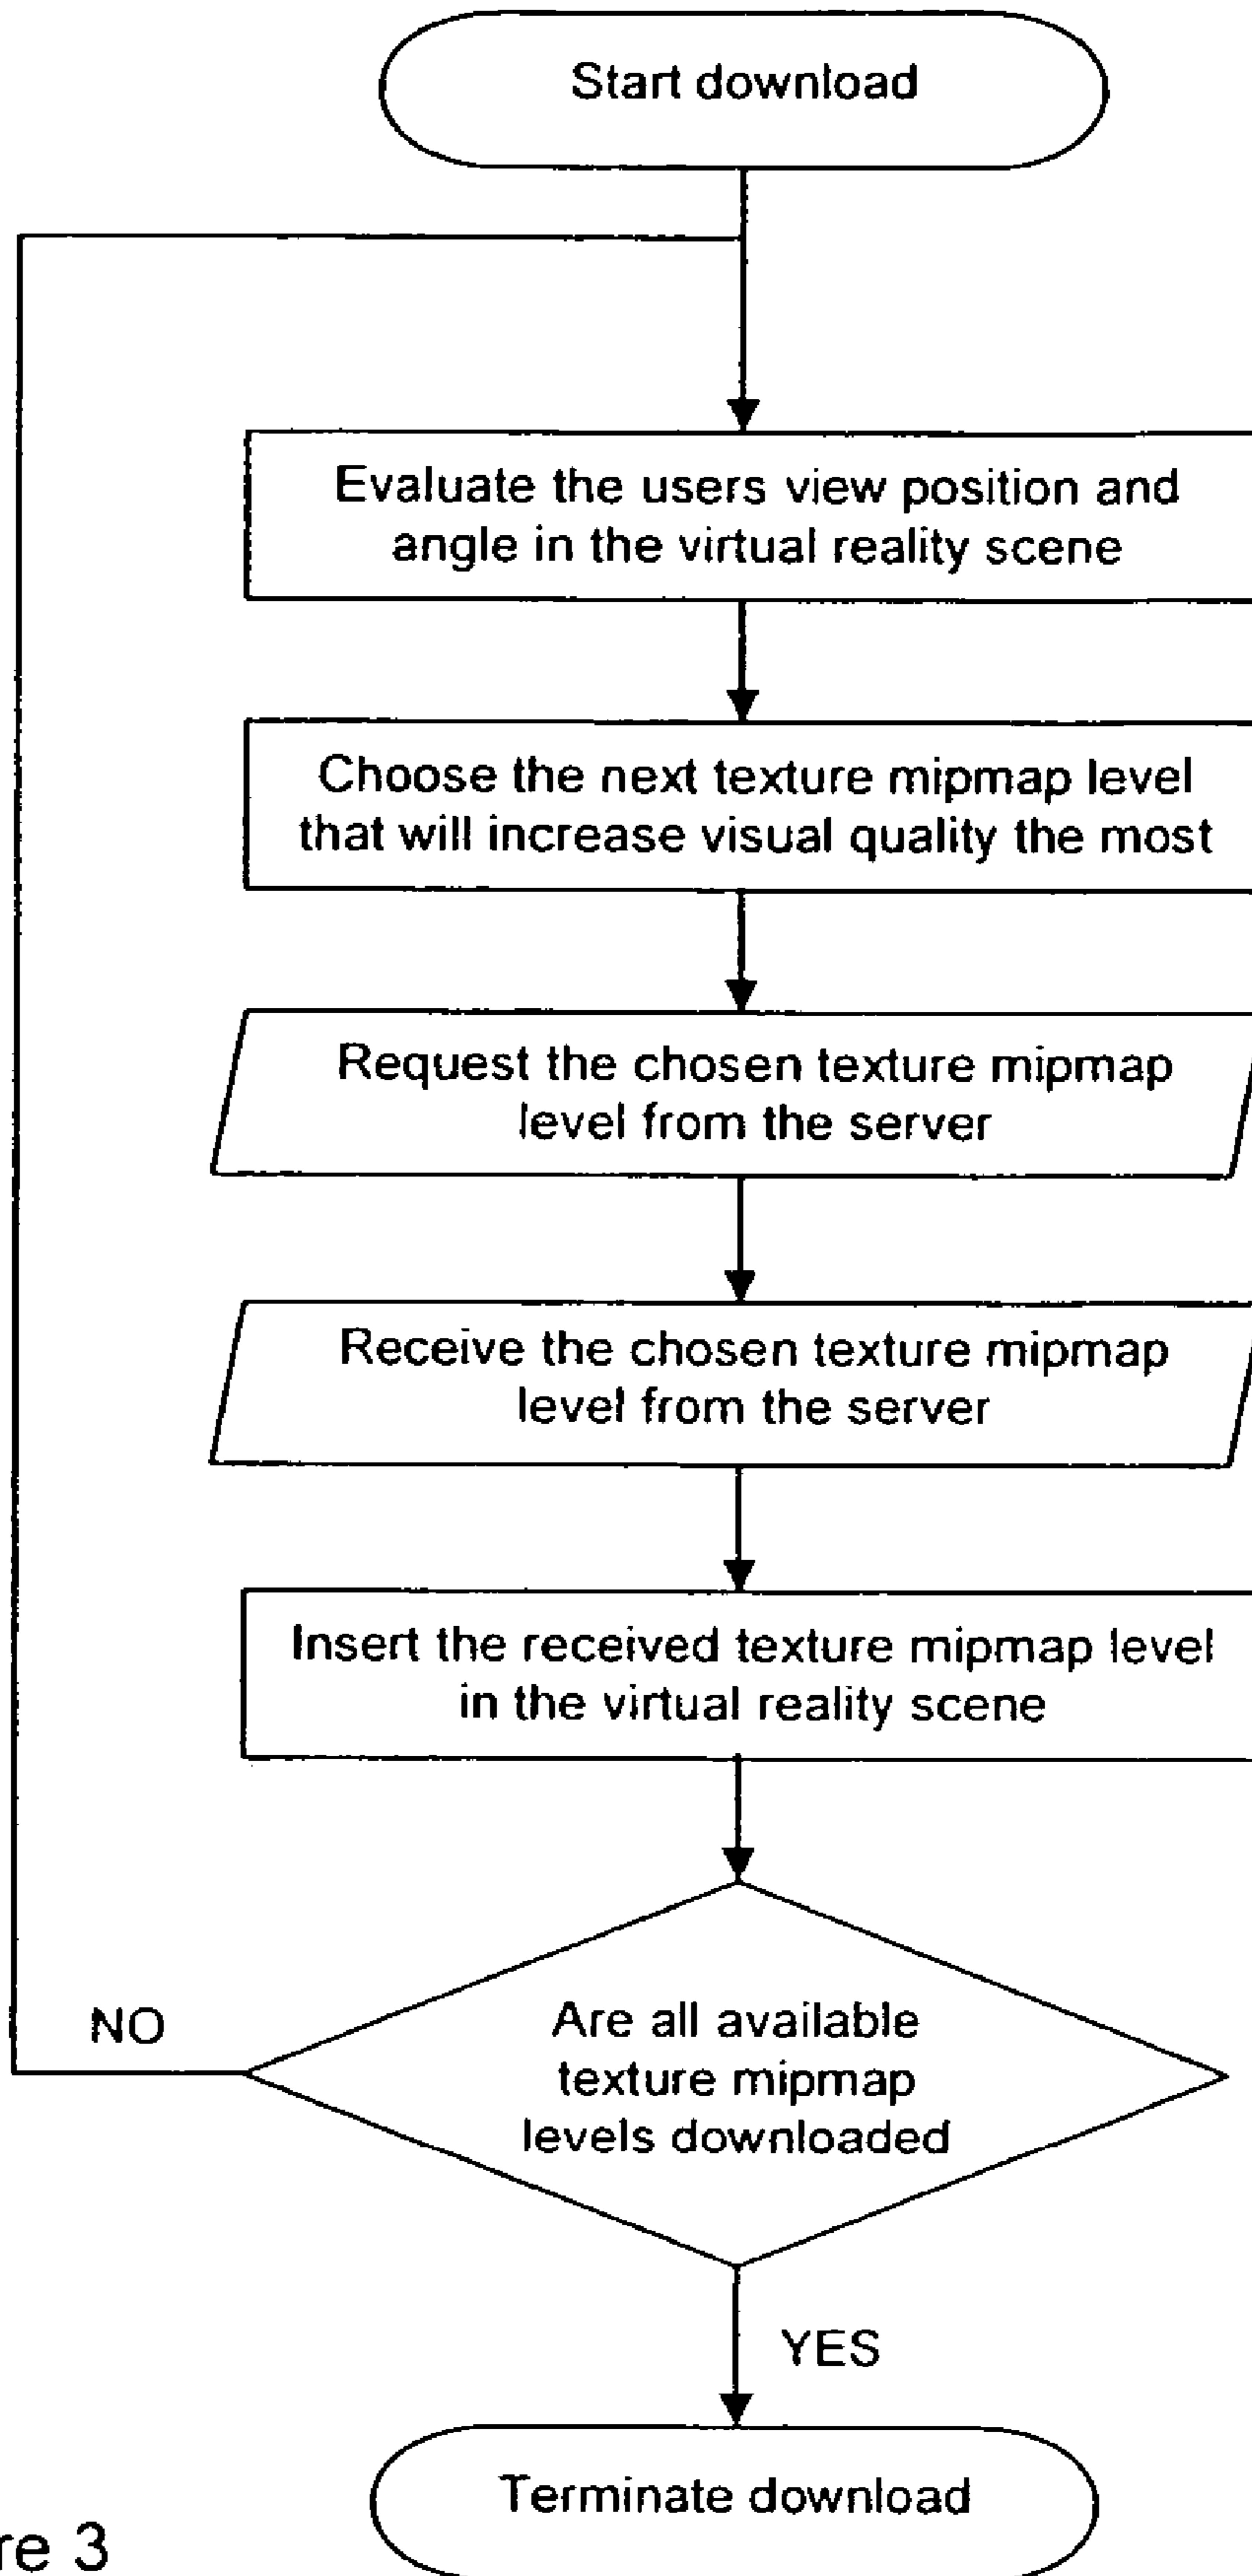 Start download
Evaluate the users view position and
angle in the virtual reality scene
Choose the next texture mipmap level
that will increase visual quality the most
Request the chosen texture mipmap
level from the server
Receive the chosen texture mipmap
level from the server
Insert the received texture mipmap level
in the virtual reality scene
NO
Are all available
texture mipmap
levels downloaded
YES
Terminate download
re 3